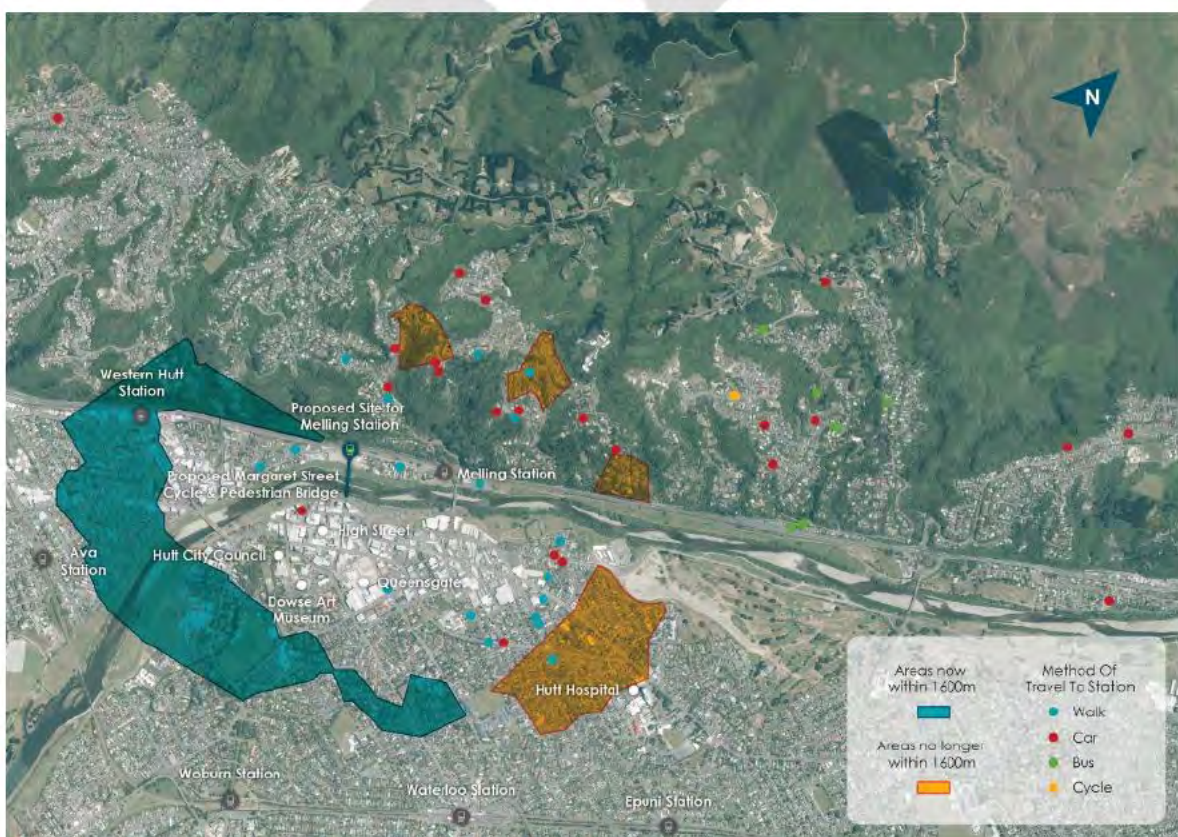 N
Western Hutt
Station
Proposed Site for
Melling Station
Proposed Margaret Street
Cycle & Pedestrian Bridge
Melling Station
High Street
Ava
Station
Hutt City Council
Queensgate
Dowse Art
Museum
Hutt Hospital
Woburn Station
Waterloo Station
Epuni Station
Areas now
within 1600m
Areas no longer
within 1600m
Method Of
Travel To Station
Walk
Car
Bus
Cycle